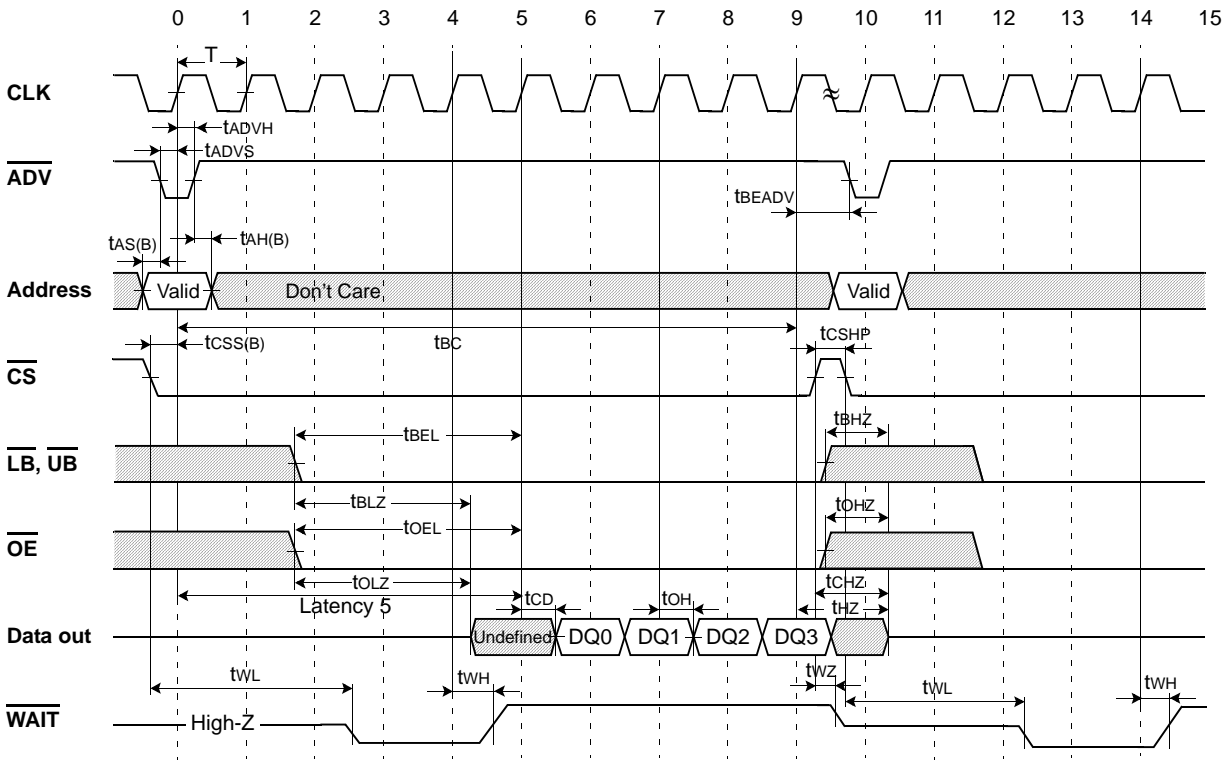 0 1 2 3 4 5 6 7 8 9 10 11 12 13 14 15
T
CLK
tADVH
tADVS
ADV
tBEADV
tAS(B)
tAH(B)
Address Valid Don't Care Valid
tCSS(B) tBC tCSHP
CS
tBEL tBHZ
LB, UB
tBLZ
tOEL tOHZ
OE
tOLZ tCHZ
Latency 5 tCD tOH tHZ
Data out Undefined DQ0 DQ1 DQ2 DQ3
tWL tWH tWZ tWL tWH
WAIT High-Z